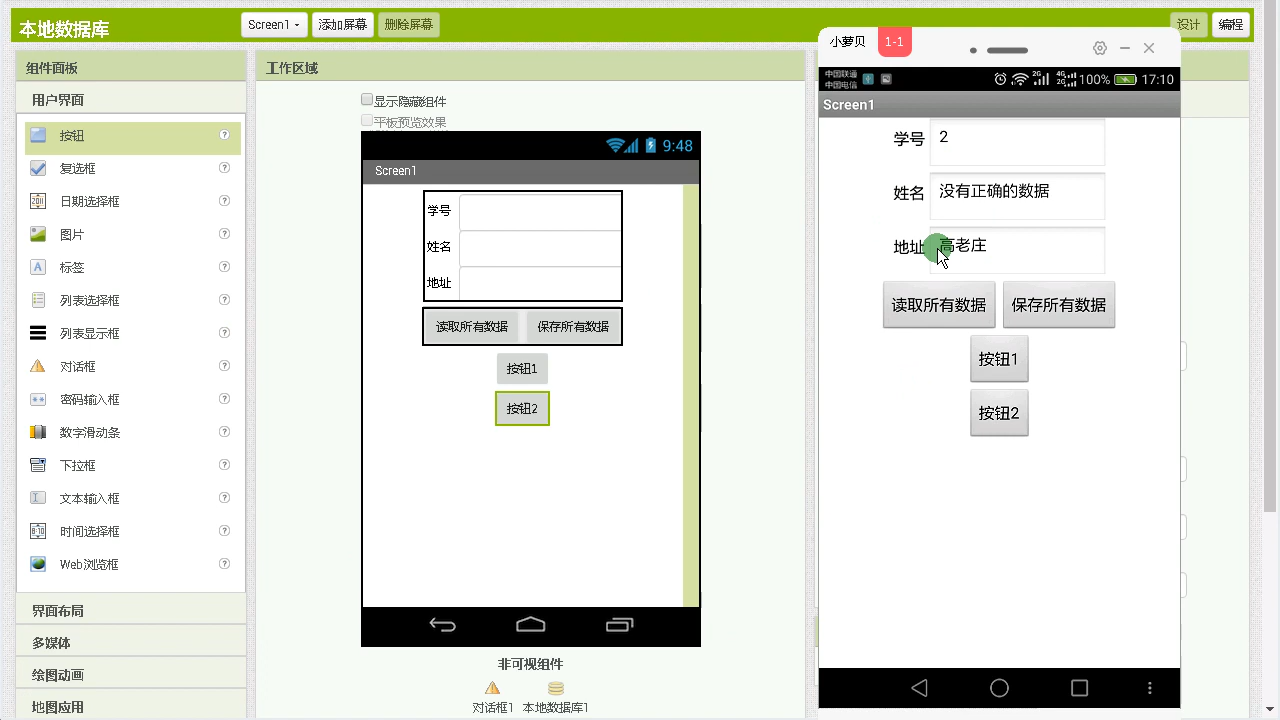 本地数据库
Screen1
添加屏幕
删除屏幕
设计
编程
组件面板
用户界面
按钮
?
复选框
?
日期选择框
?
图片
?
标签
?
列表选择框
?
列表显示框
?
对话框
?
密码输入框
?
数字滑动条
?
下拉框
?
文本输入框
?
时间选择框
?
Web浏览框
?
界面布局
多媒体
绘图动画
地图应用
工作区域
显示隐藏组件
平板预览效果
9:48
Screen1
学号
姓名
地址
读取所有数据
保存所有数据
按钮1
按钮2
非可视组件
对话框1
本地数据库1
小萝贝
1-1
中国联通
中国电信
2G
4G
2G
100%
17:10
Screen1
学号
2
姓名
没有正确的数据
地址
高老庄
读取所有数据
保存所有数据
按钮1
按钮2